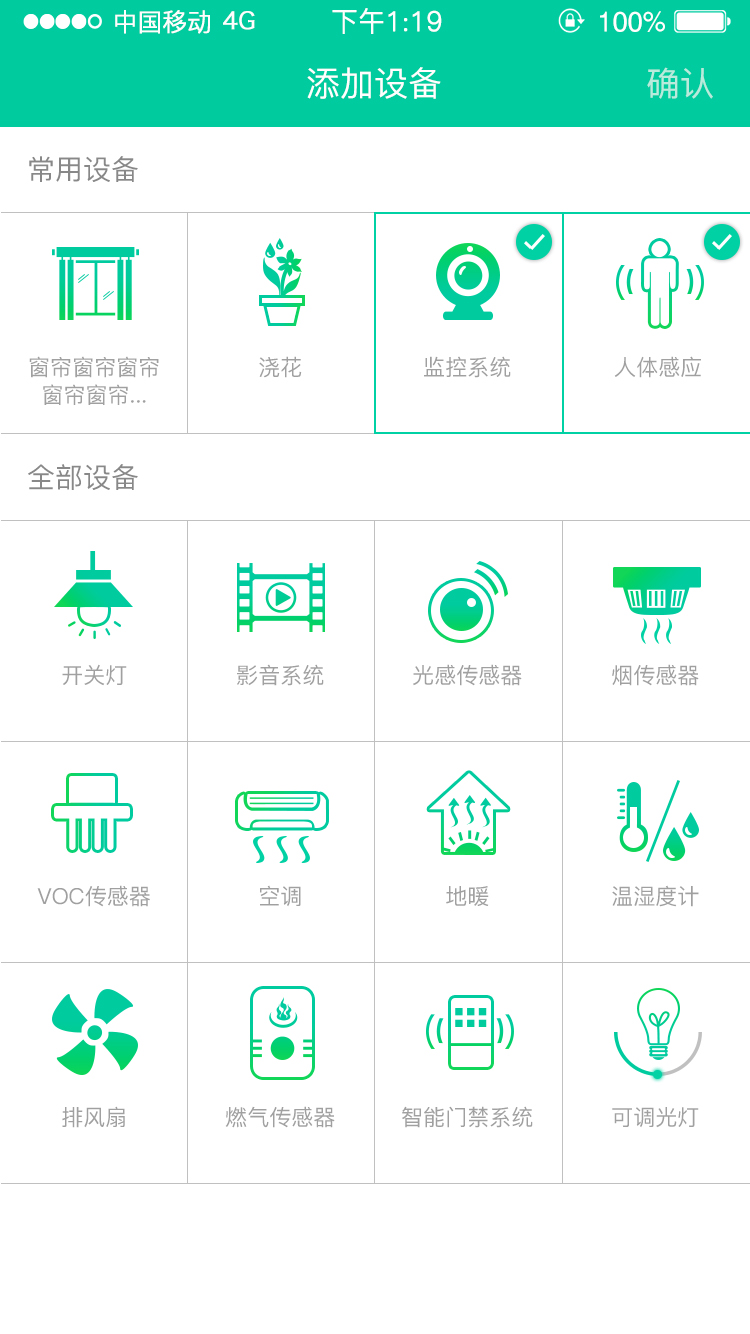 中国移动 4G 下午1:19 100%
添加设备 确认
常用设备
窗帘窗帘窗帘
窗帘窗帘...
浇花
监控系统
人体感应
全部设备
开关灯 影音系统 光感传感器 烟传感器
VOC传感器 空调 地暖 温湿度计
排风扇 燃气传感器 智能门禁系统 可调光灯